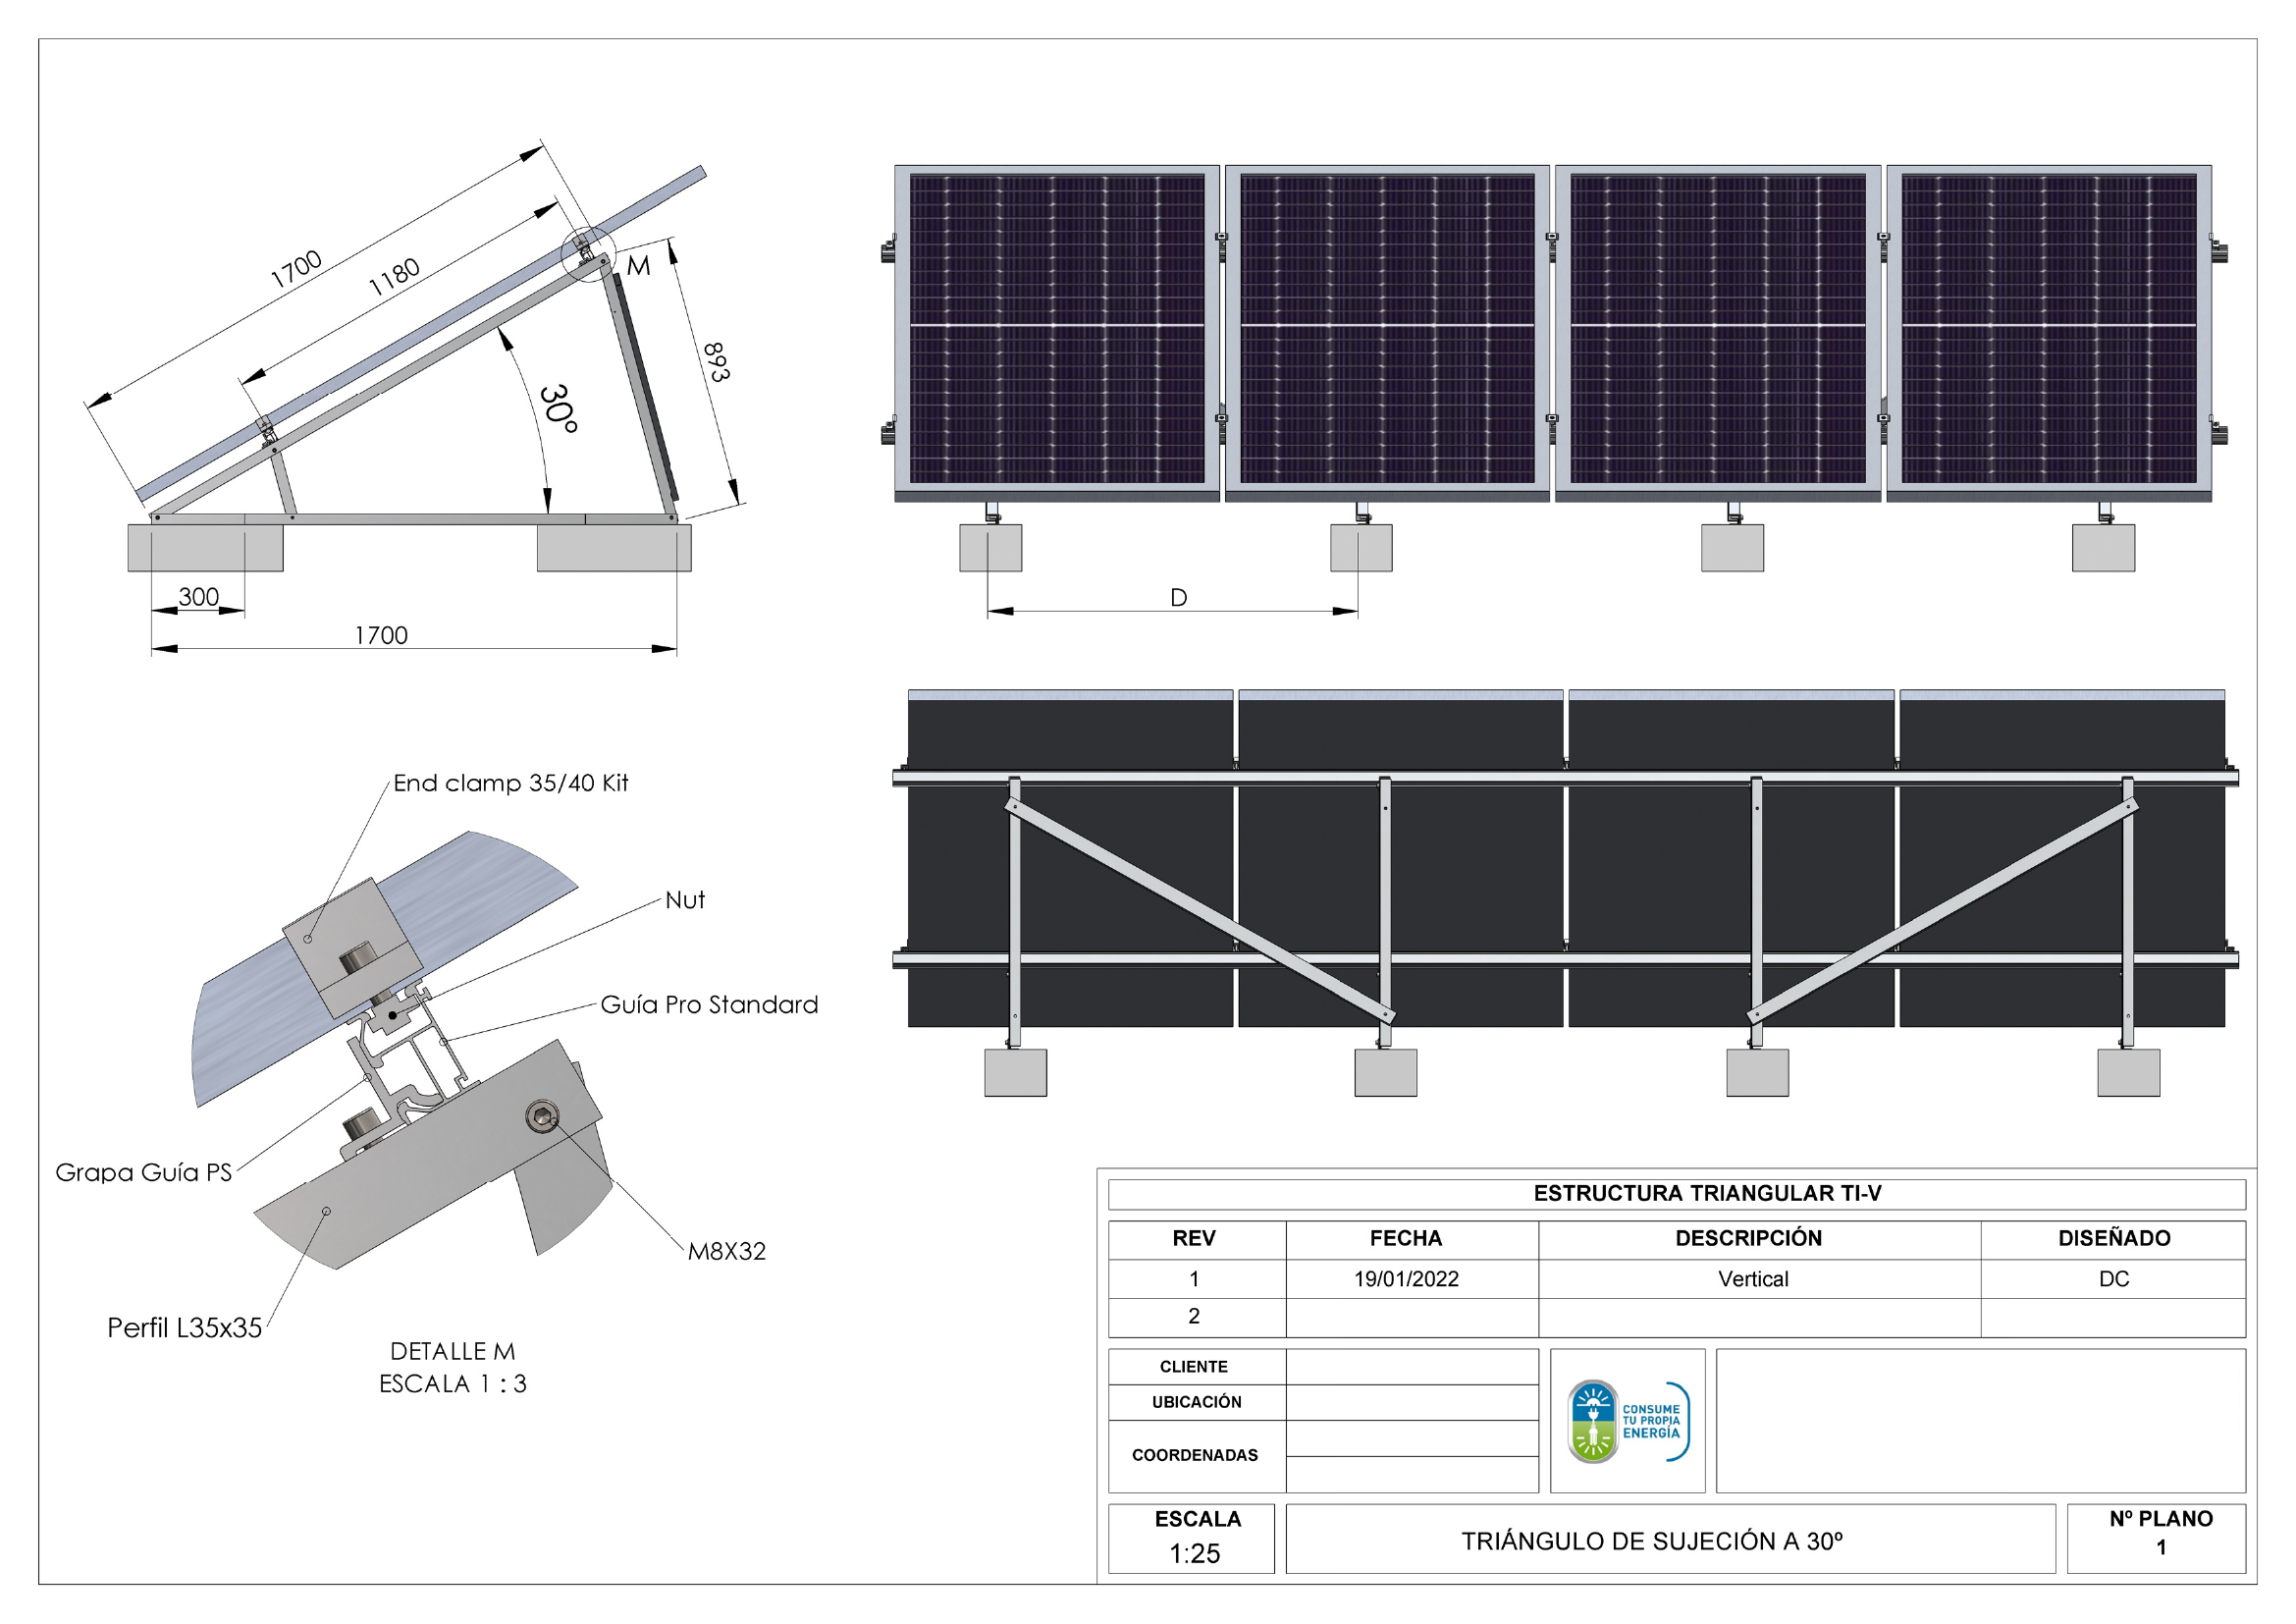 1700
1180
M
893
30º
300
1700
D
End clamp 35/40 Kit
Nut
Guía Pro Standard
Grapa Guía PS
M8X32
Perfil L35x35
DETALLE M
ESCALA 1 : 3
ESTRUCTURA TRIANGULAR TI-V
REV FECHA DESCRIPCIÓN DISEÑADO
1 19/01/2022 Vertical DC
2
CLIENTE
UBICACIÓN
COORDENADAS
CONSUME
TU PROPIA
ENERGÍA
ESCALA
1:25
TRIÁNGULO DE SUJECIÓN A 30º
Nº PLANO
1